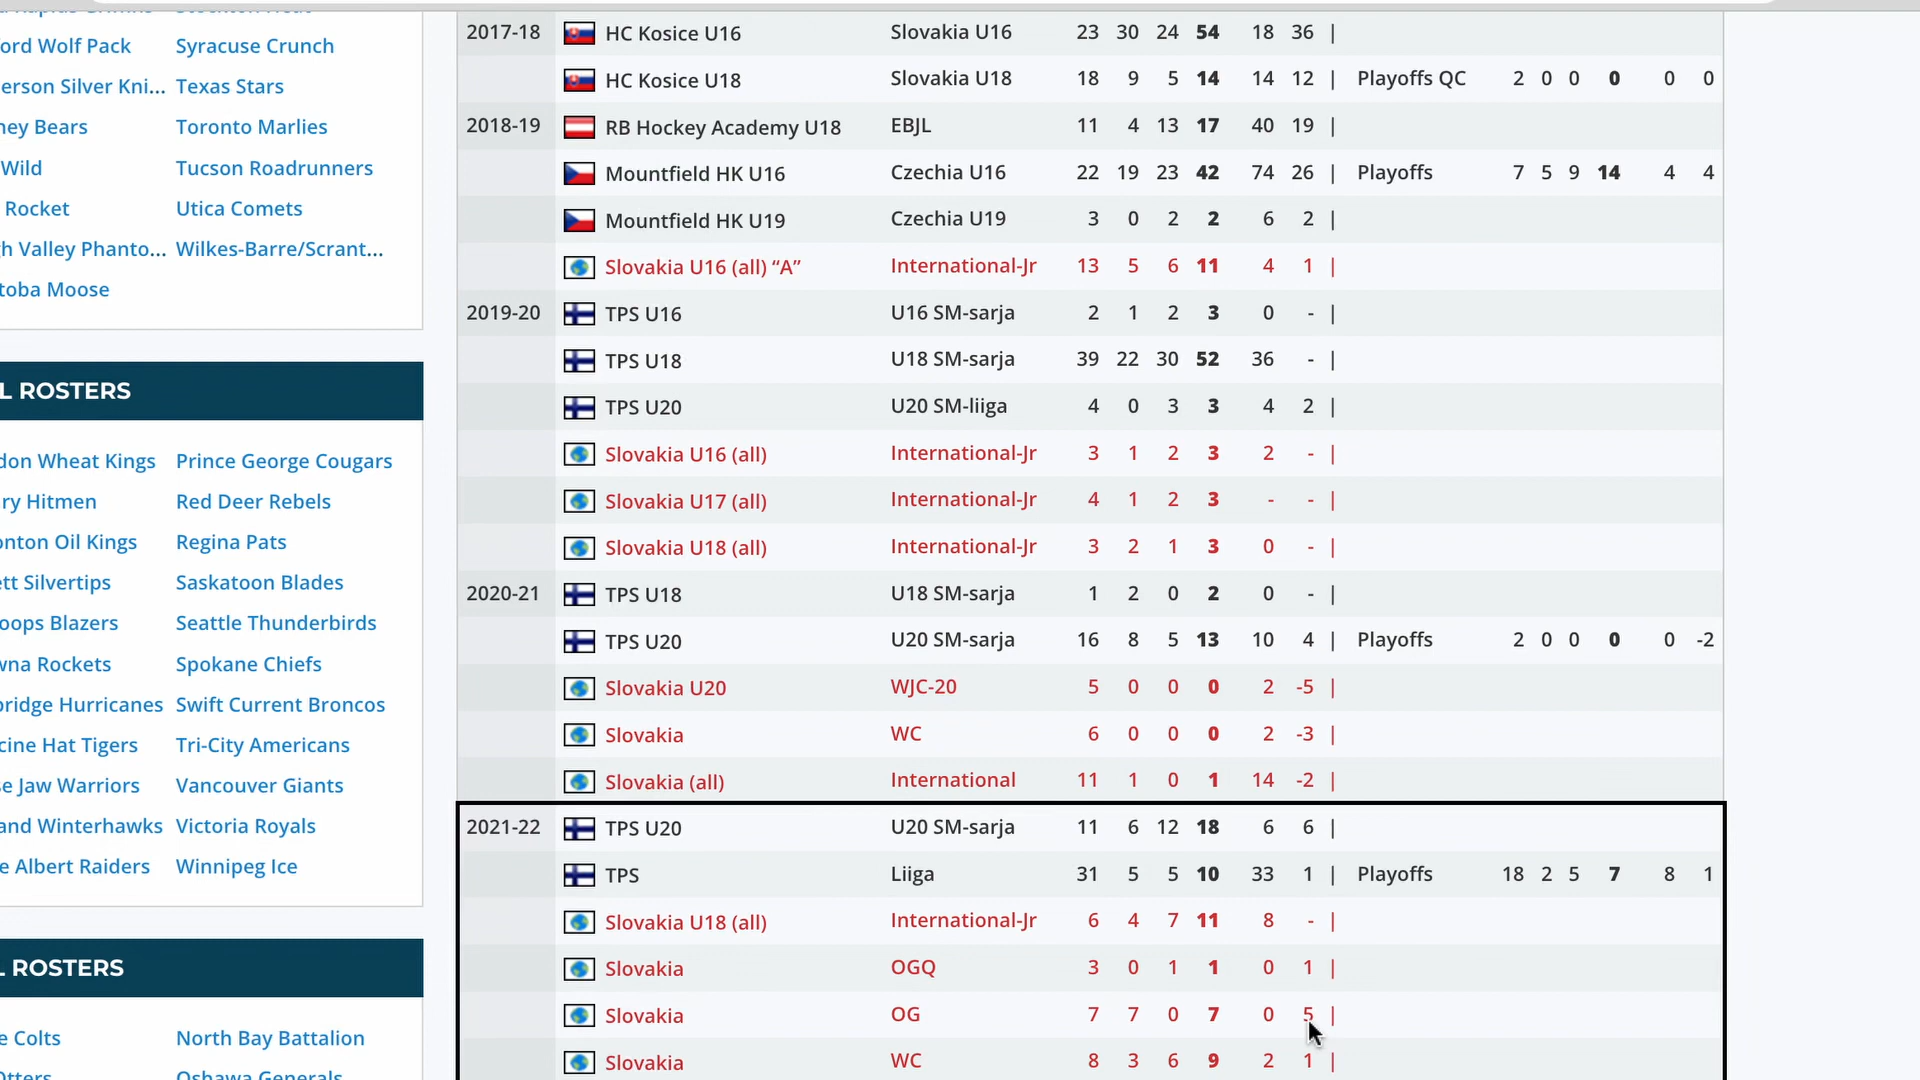 ord Wolf Pack Syracuse Crunch
erson Silver Kni... Texas Stars
ney Bears Toronto Marlies
Wild Tucson Roadrunners
Rocket Utica Comets
h Valley Phanto... Wilkes-Barre/Scrant...
toba Moose
L ROSTERS
don Wheat Kings Prince George Cougars
ry Hitmen Red Deer Rebels
onton Oil Kings Regina Pats
ett Silvertips Saskatoon Blades
oops Blazers Seattle Thunderbirds
wna Rockets Spokane Chiefs
bridge Hurricanes Swift Current Broncos
cine Hat Tigers Tri-City Americans
se Jaw Warriors Vancouver Giants
and Winterhawks Victoria Royals
e Albert Raiders Winnipeg Ice
L ROSTERS
e Colts North Bay Battalion
Otters Oshawa Generals
2017-18 HC Kosice U16 Slovakia U16 23 30 24 54 18 36 |
HC Kosice U18 Slovakia U18 18 9 5 14 14 12 | Playoffs QC 2 0 0 0 0 0
2018-19 RB Hockey Academy U18 EBJL 11 4 13 17 40 19 |
Mountfield HK U16 Czechia U16 22 19 23 42 74 26 | Playoffs 7 5 9 14 4 4
Mountfield HK U19 Czechia U19 3 0 2 2 6 2 |
Slovakia U16 (all) “A” International-Jr 13 5 6 11 4 1 |
2019-20 TPS U16 U16 SM-sarja 2 1 2 3 0 - |
TPS U18 U18 SM-sarja 39 22 30 52 36 - |
TPS U20 U20 SM-liiga 4 0 3 3 4 2 |
Slovakia U16 (all) International-Jr 3 1 2 3 2 - |
Slovakia U17 (all) International-Jr 4 1 2 3 - - |
Slovakia U18 (all) International-Jr 3 2 1 3 0 - |
2020-21 TPS U18 U18 SM-sarja 1 2 0 2 0 - |
TPS U20 U20 SM-sarja 16 8 5 13 10 4 | Playoffs 2 0 0 0 0 -2
Slovakia U20 WJC-20 5 0 0 0 2 -5 |
Slovakia WC 6 0 0 0 2 -3 |
Slovakia (all) International 11 1 0 1 14 -2 |
2021-22 TPS U20 U20 SM-sarja 11 6 12 18 6 6 |
TPS Liiga 31 5 5 10 33 1 | Playoffs 18 2 5 7 8 1
Slovakia U18 (all) International-Jr 6 4 7 11 8 - |
Slovakia OGQ 3 0 1 1 0 1 |
Slovakia OG 7 7 0 7 0 5 |
Slovakia WC 8 3 6 9 2 1 |